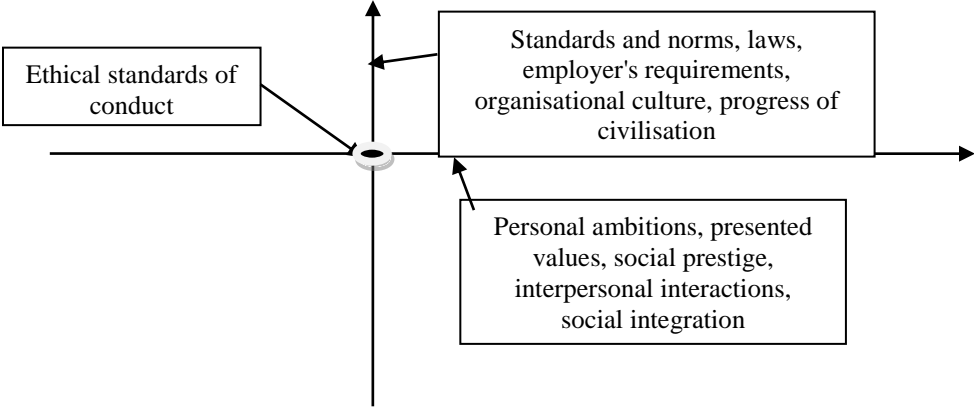 Ethical standards of
conduct
Standards and norms, laws,
employer's requirements,
organisational culture, progress of
civilisation
Personal ambitions, presented
values, social prestige,
interpersonal interactions,
social integration